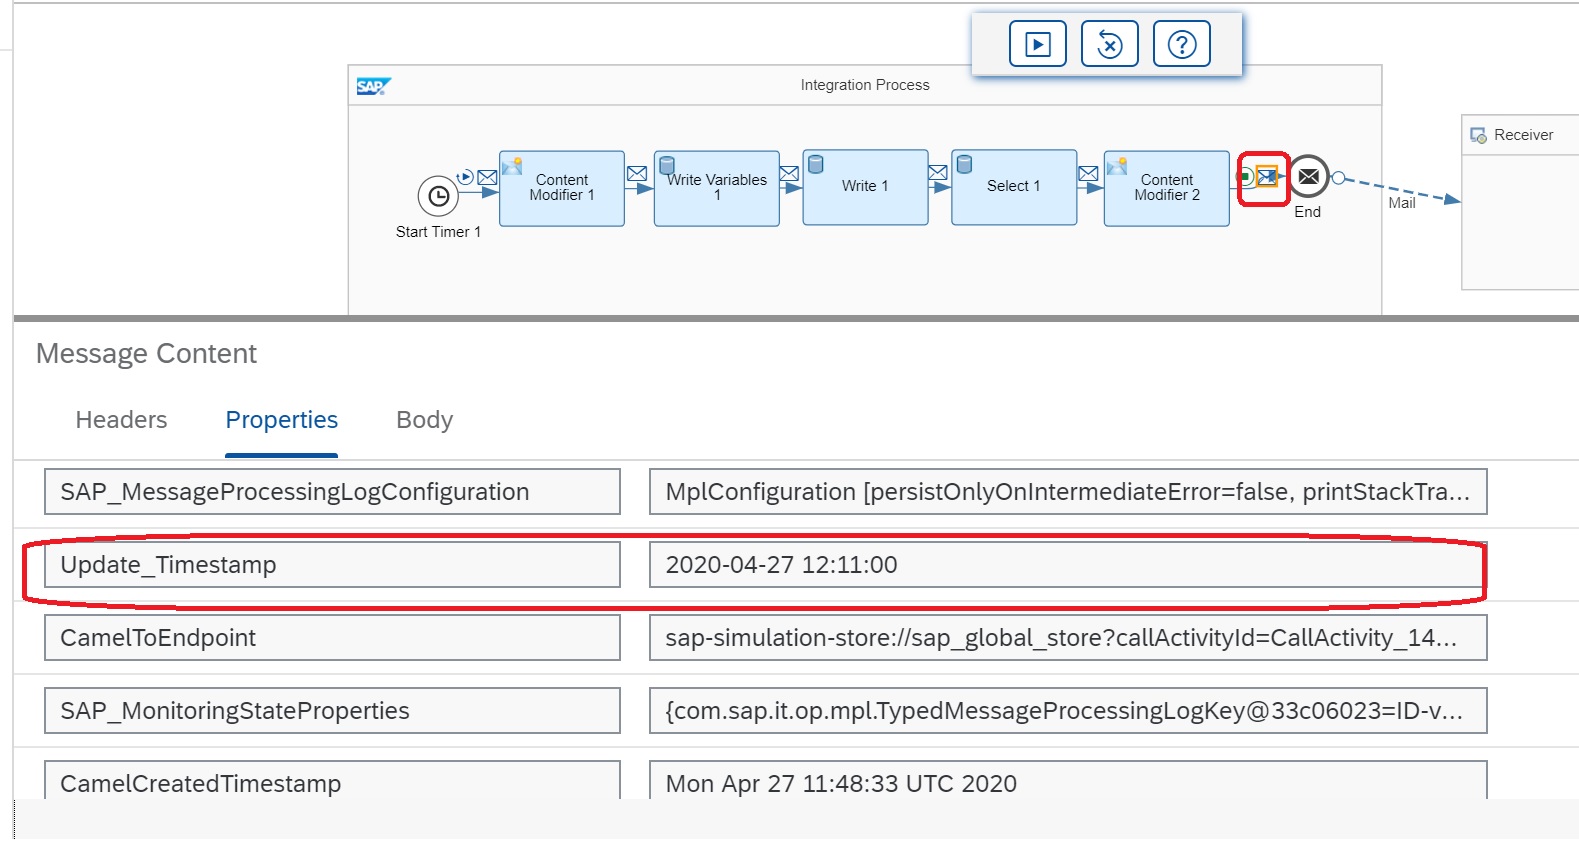 SAP
Integration Process
Receiver
Content
Modifier 1
Write Variables
1
Write 1
Select 1
Content
Modifier 2
Start Timer 1
End
Mail
Message Content
Headers
Properties
Body
SAP_MessageProcessingLogConfiguration
MplConfiguration [persistOnlyOnIntermediateError=false, printStackTra...
Update_Timestamp
2020-04-27 12:11:00
CamelToEndpoint
sap-simulation-store://sap_global_store?callActivityId=CallActivity_14...
SAP_MonitoringStateProperties
{com.sap.it.op.mpl.TypedMessageProcessingLogKey@33c06023=ID-v...
CamelCreatedTimestamp
Mon Apr 27 11:48:33 UTC 2020